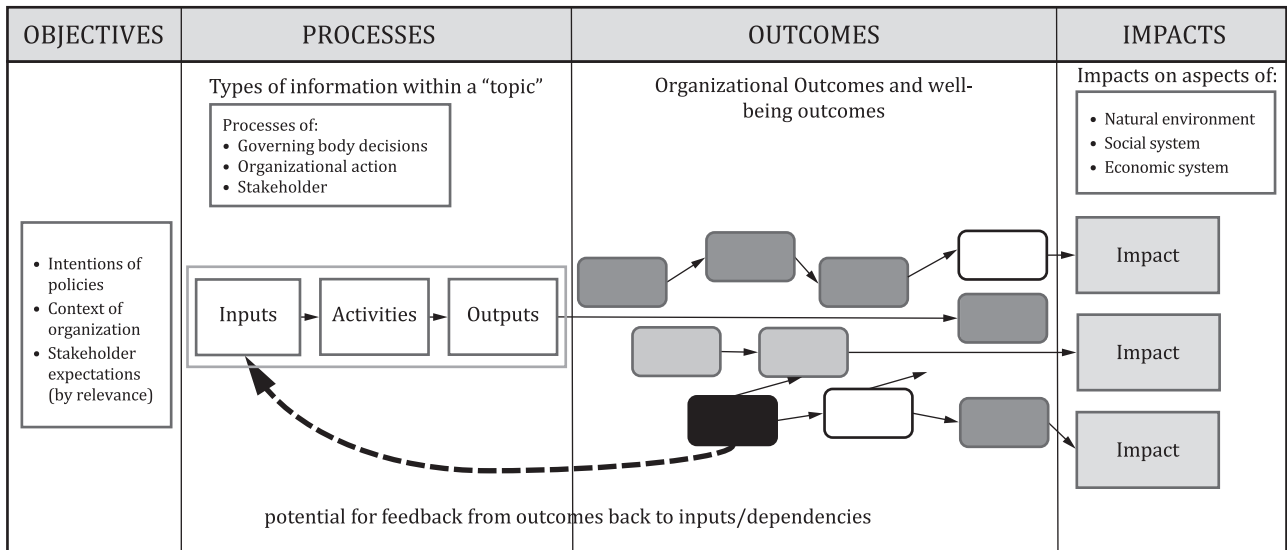 OBJECTIVES
PROCESSES
OUTCOMES
IMPACTS
Types of information within a “topic”
Processes of:
• Governing body decisions
• Organizational action
• Stakeholder
Organizational Outcomes and well-
being outcomes
Impacts on aspects of:
• Natural environment
• Social system
• Economic system
• Intentions of
policies
• Context of
organization
• Stakeholder
expectations
(by relevance)
Inputs
Activities
Outputs
Impact
Impact
Impact
potential for feedback from outcomes back to inputs/dependencies